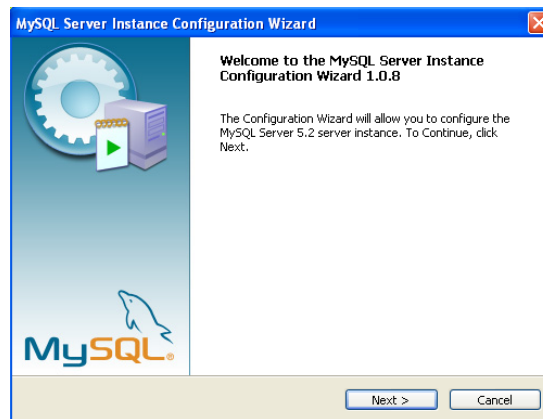 MySQL Server Instance Configuration Wizard
Welcome to the MySQL Server Instance
Configuration Wizard 1.0.8
The Configuration Wizard will allow you to configure the
MySQL Server 5.2 server instance. To Continue, click
Next.
MySQL®
Next >
Cancel